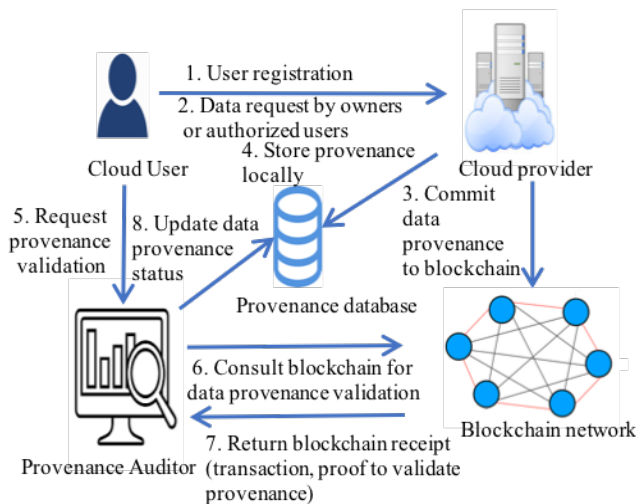 1. User registration
2. Data request by owners
or authorized users
Cloud User
Cloud provider
4. Store provenance
locally
3. Commit
data
provenance
to blockchain
5. Request
provenance
validation
8. Update data
provenance
status
Provenance database
6. Consult blockchain for
data provenance validation
Provenance Auditor
Blockchain network
7. Return blockchain receipt
(transaction, proof to validate
provenance)